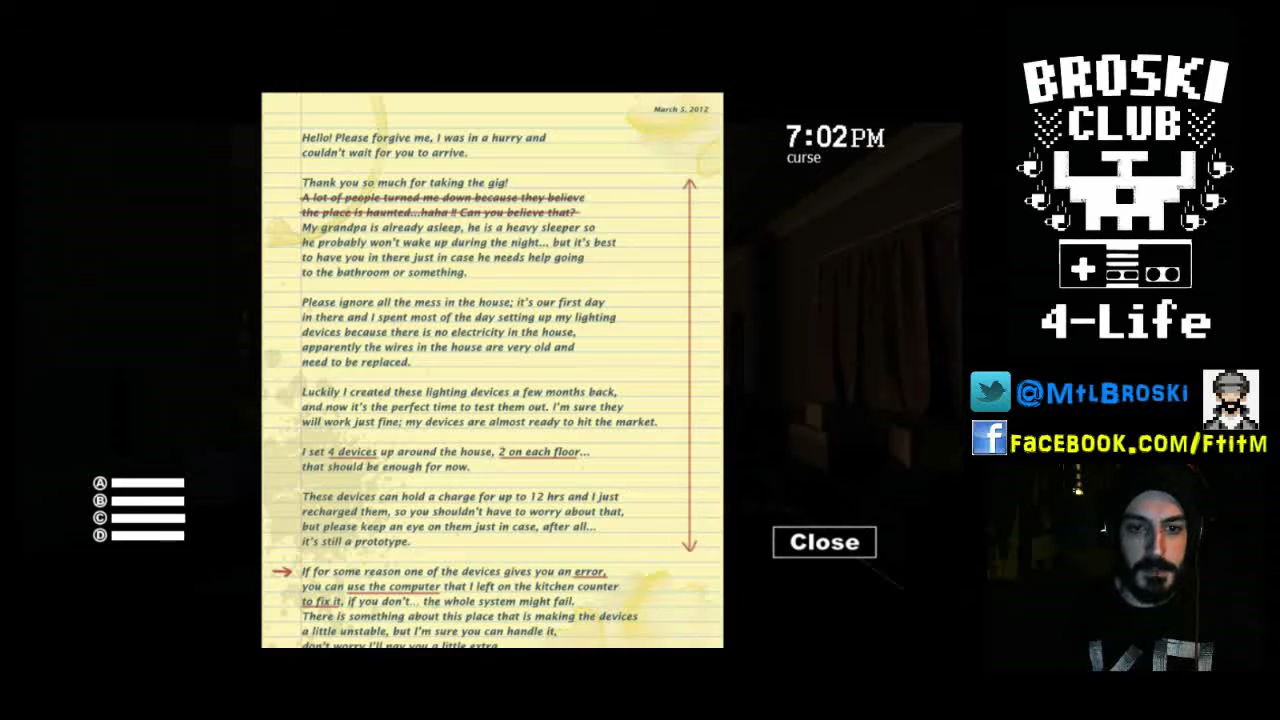 March 5, 2012
Hello! Please forgive me, I was in a hurry and
couldn't wait for you to arrive.
Thank you so much for taking the gig!
A lot of people turned me down because they believe
the place is haunted...haha !! Can you believe that?
My grandpa is already asleep, he is a heavy sleeper so
he probably won't wake up during the night... but it's best
to have you in there just in case he needs help going
to the bathroom or something.
Please ignore all the mess in the house; it's our first day
in there and I spent most of the day setting up my lighting
devices because there is no electricity in the house,
apparently the wires in the house are very old and
need to be replaced.
Luckily I created these lighting devices a few months back,
and now it's the perfect time to test them out. I'm sure they
will work just fine; my devices are almost ready to hit the market.
I set 4 devices up around the house, 2 on each floor...
that should be enough for now.
These devices can hold a charge for up to 12 hrs and I just
recharged them, so you shouldn't have to worry about that,
but please keep an eye on them just in case, after all...
it's still a prototype.
If for some reason one of the devices gives you an error,
you can use the computer that I left on the kitchen counter
to fix it, if you don't... the whole system might fail.
There is something about this place that is making the devices
a little unstable, but I'm sure you can handle it,
don't worry I'll pay you a little extra
7:02PM
curse
Close
A
B
C
D
BROSKI
CLUB
4-Life
@MtlBroski
Facebook.com/FtitM